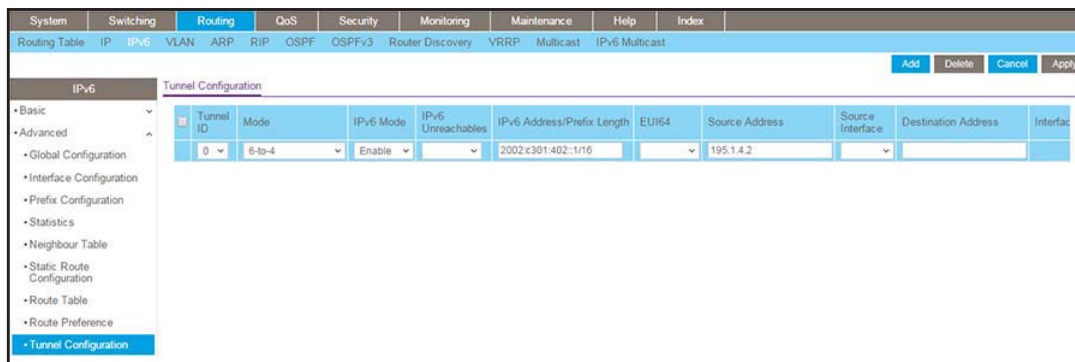 System Switching Routing QoS Security Monitoring Maintenance Help Index
Routing Table IP IPv6 VLAN ARP RIP OSPF OSPFv3 Router Discovery VRRP Multicast IPv6 Multicast
Add Delete Cancel Apply
IPv6
•Basic
•Advanced
•Global Configuration
•Interface Configuration
•Prefix Configuration
•Statistics
•Neighbour Table
•Static Route
Configuration
•Route Table
•Route Preference
•Tunnel Configuration
Tunnel Configuration
Tunnel ID Mode IPv6 Mode IPv6 Unreachables IPv6 Address/Prefix Length EUI64 Source Address Source Interface Destination Address Interfac
0 6-to-4 Enable 2002:c301:402::1/16 195.1.4.2